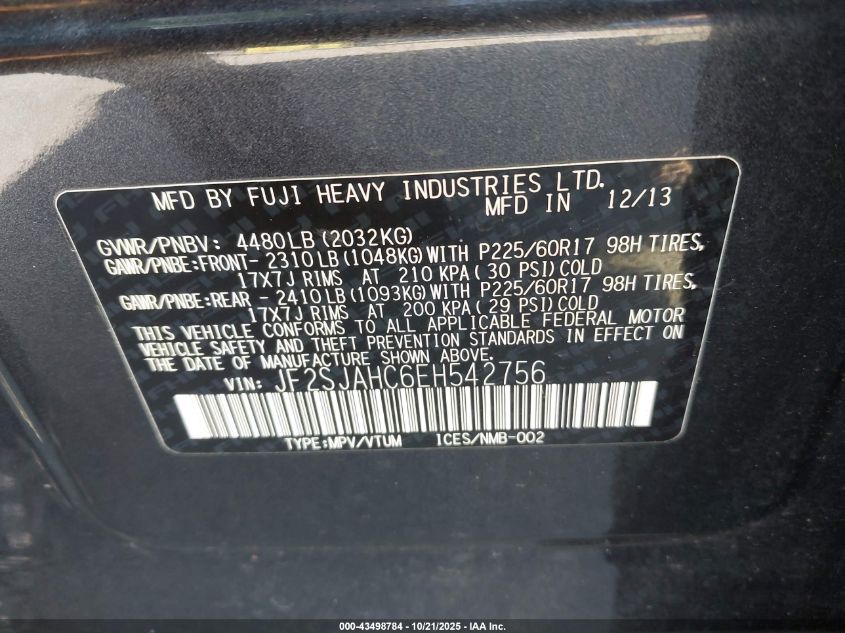 MFD BY FUJI HEAVY INDUSTRIES LTD.
MFD IN 12/13
GVWR/PNBV: 4480LB (2032KG)
GAWR/PNBE:FRONT- 2310 LB (1048KG) WITH P225/60R17 98H TIRES,
17X7J RIMS AT 210 KPA ( 30 PSI) COLD
GAWR/PNBE:REAR - 2410 LB (1093KG) WITH P225/60R17 98H TIRES,
17X7J RIMS AT 200 KPA ( 29 PSI) COLD
THIS VEHICLE CONFORMS TO ALL APPLICABLE FEDERAL MOTOR
VEHICLE SAFETY AND THEFT PREVENTION STANDARDS IN EFFECT ON
THE DATE OF MANUFACTURE SHOWN ABOVE.
VIN: JF2SJAHC6EH542756
TYPE:MPV/VTUM ICES/NMB-002
000-43498784 - 10/21/2025 - IAA Inc.